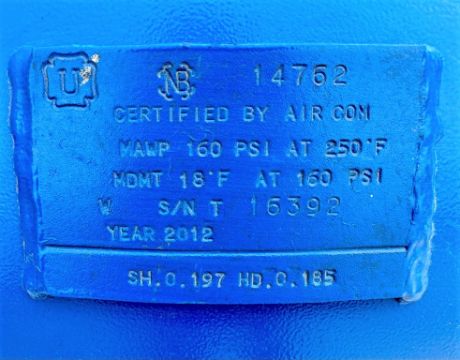 U NB 14762
CERTIFIED BY AIR COM
MAWP 160 PSI AT 250°F
MDMT 18°F AT 160 PSI
W S/N T 16392
YEAR 2012
SH.0.197 HD.0.185